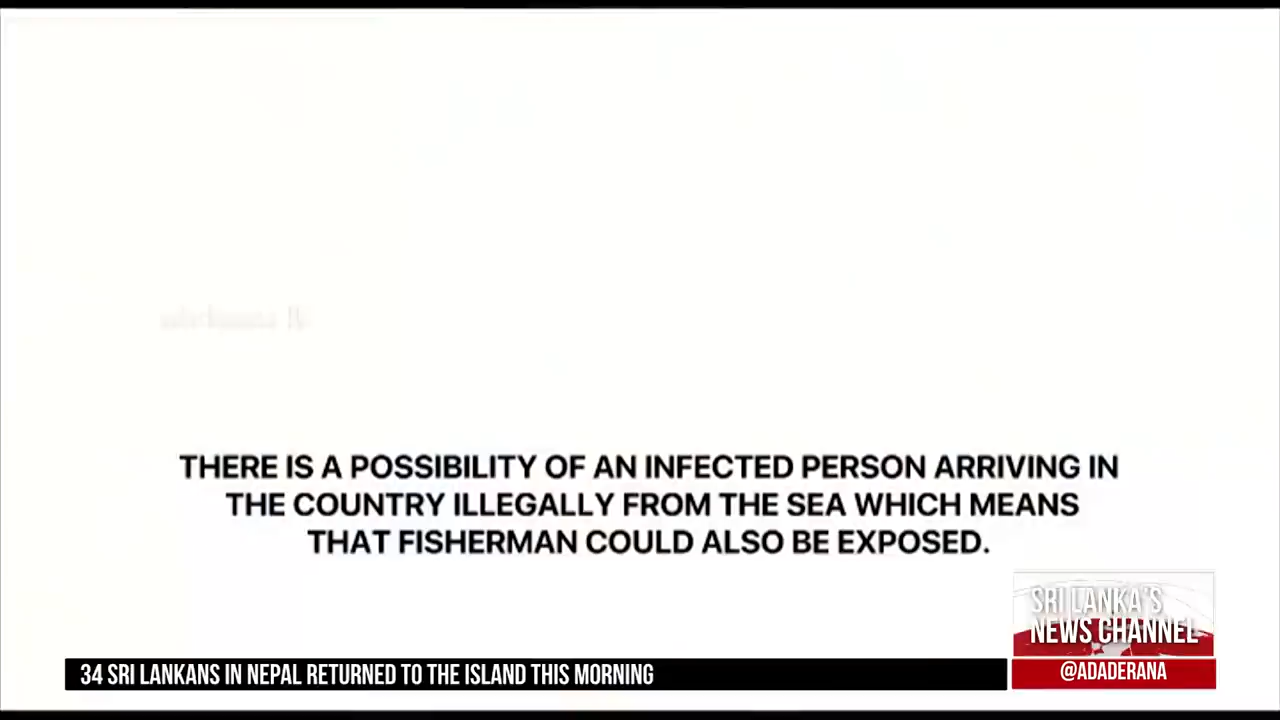 THERE IS A POSSIBILITY OF AN INFECTED PERSON ARRIVING IN
THE COUNTRY ILLEGALLY FROM THE SEA WHICH MEANS
THAT FISHERMAN COULD ALSO BE EXPOSED.
SRI LANKA'S
NEWS CHANNEL
34 SRI LANKANS IN NEPAL RETURNED TO THE ISLAND THIS MORNING
@ADADERANA